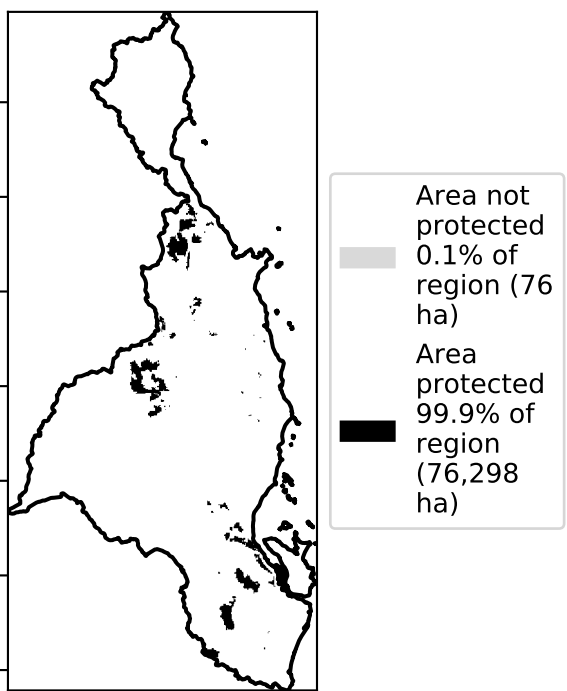 Area not
protected
0.1% of
region (76
ha)
Area
protected
99.9% of
region
(76,298
ha)